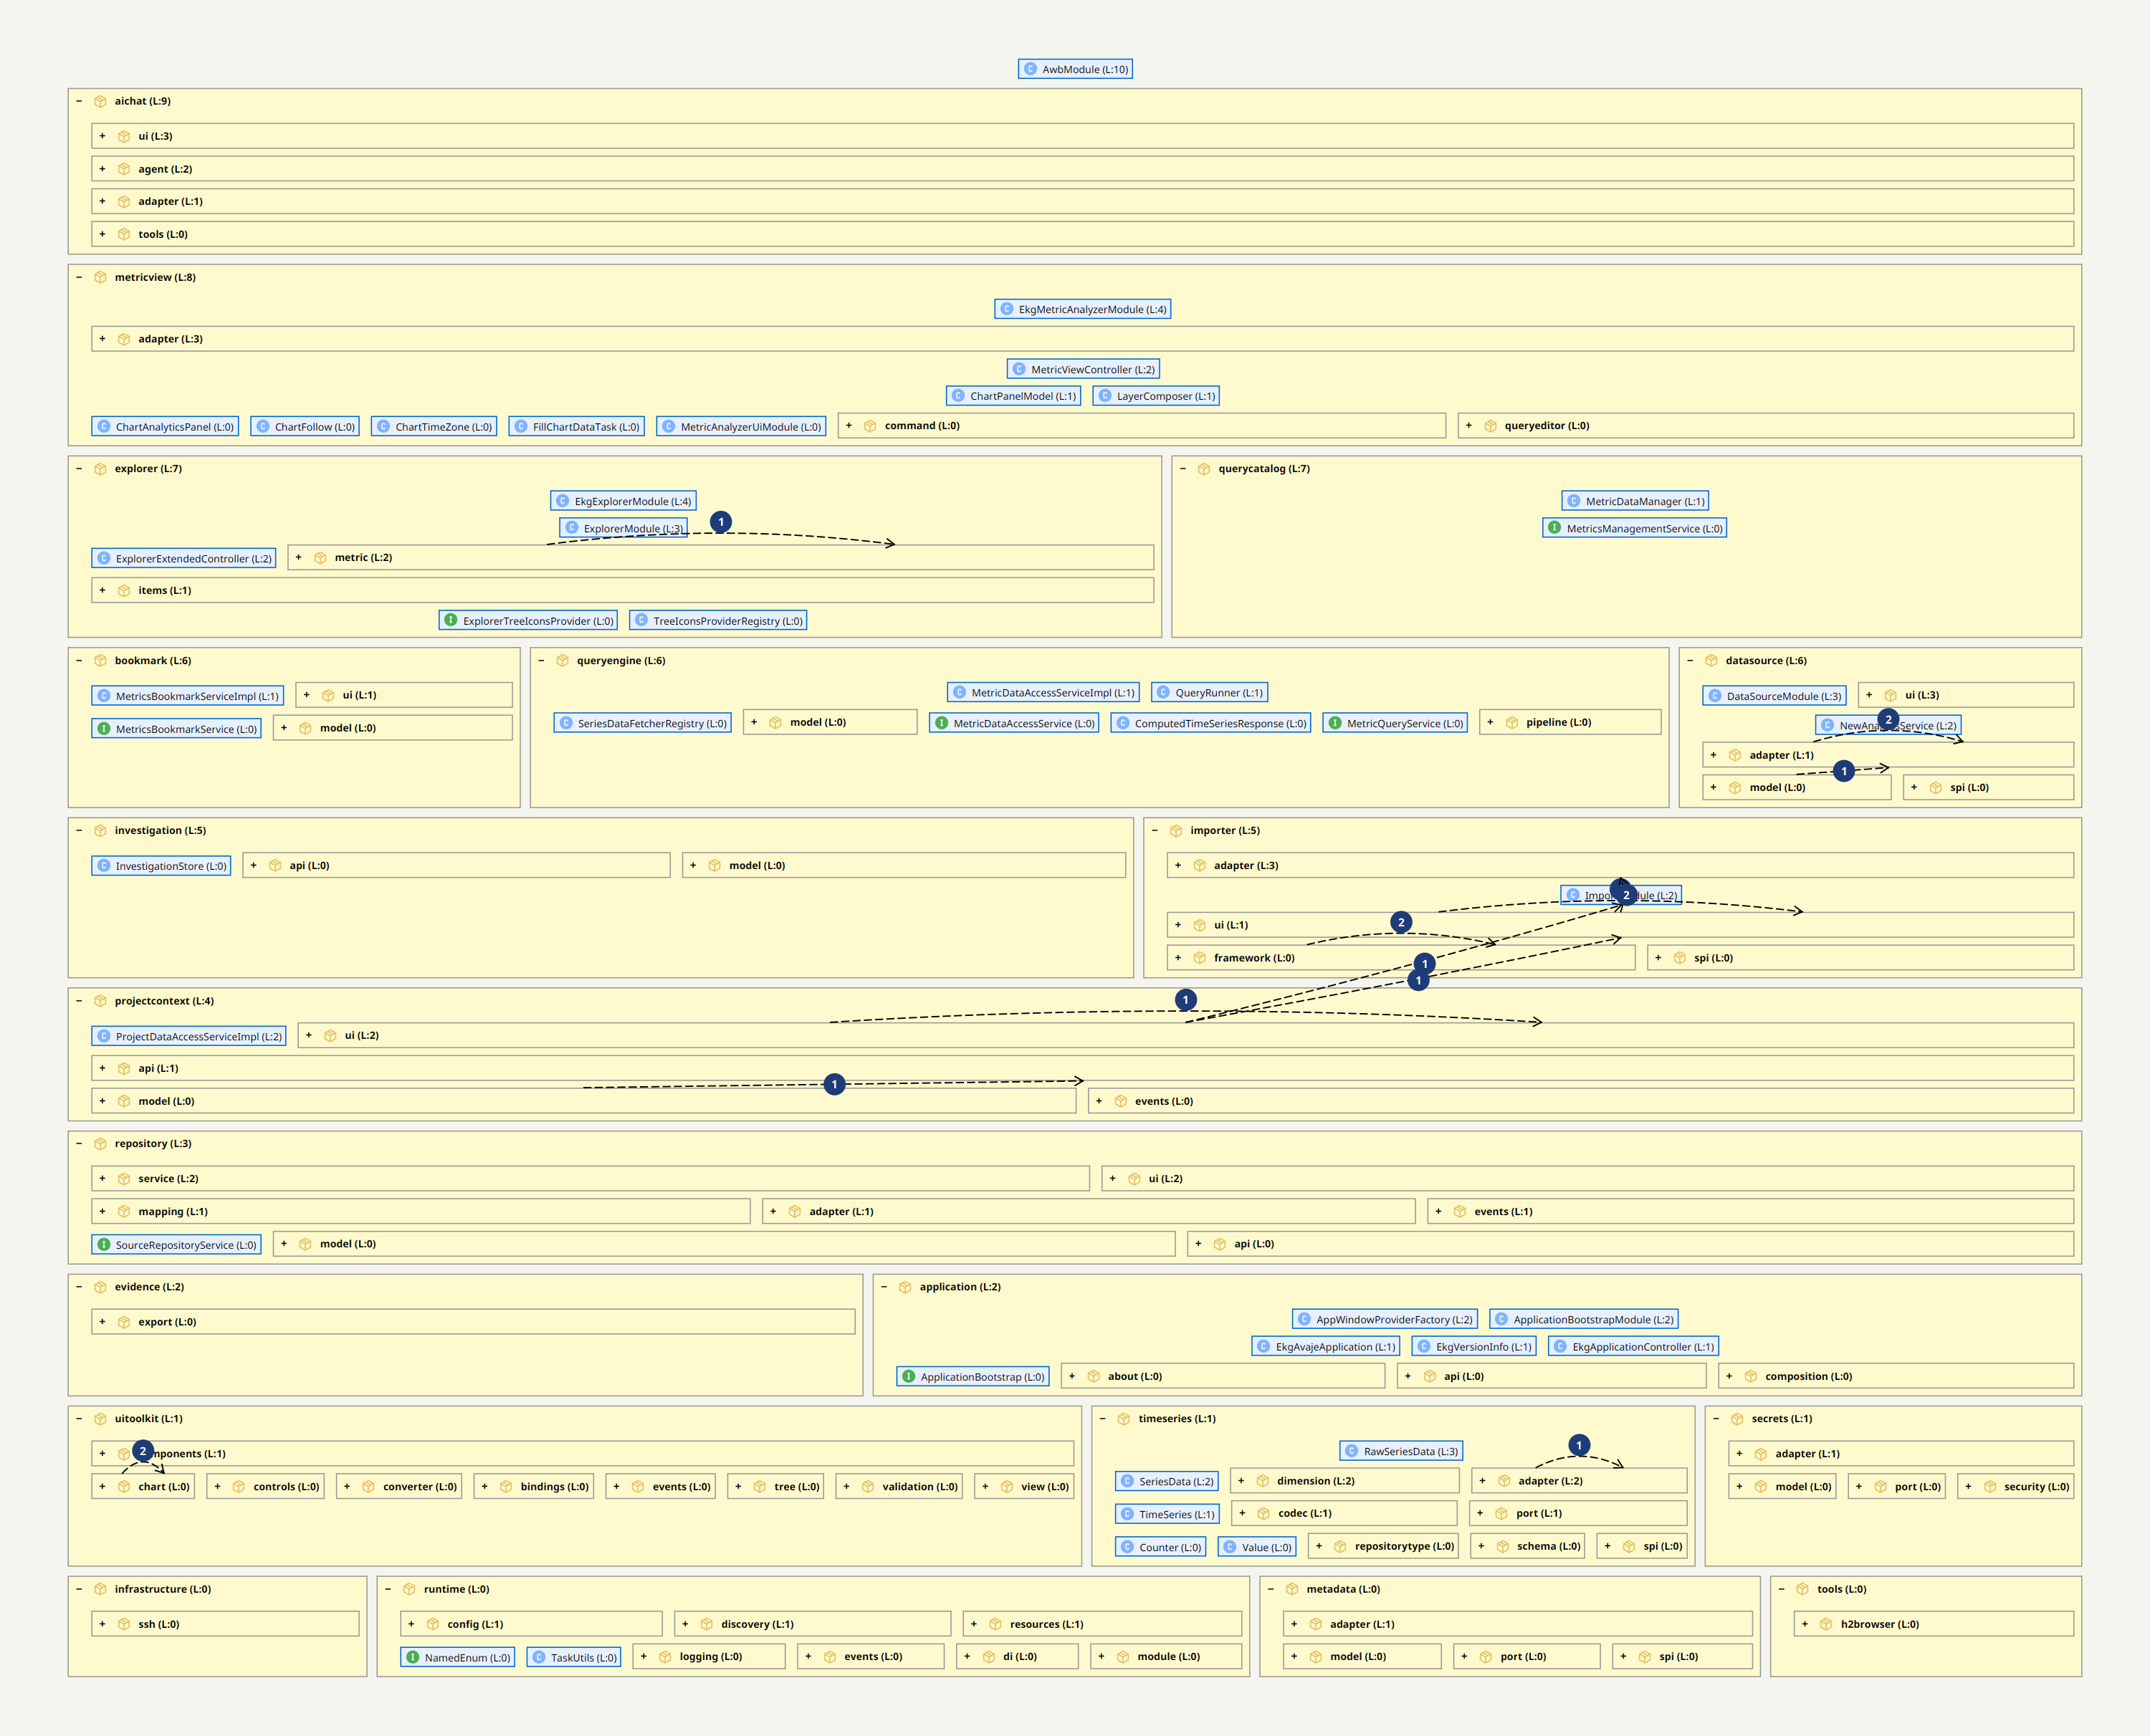 AwbModule (L:10)
aichat (L:9)
ui (L:3)
agent (L:2)
adapter (L:1)
tools (L:0)
metricview (L:8)
EkgMetricAnalyzerModule (L:4)
adapter (L:3)
MetricViewController (L:2)
ChartPanelModel (L:1) LayerComposer (L:1)
ChartAnalyticsPanel (L:0) ChartFollow (L:0) ChartTimeZone (L:0) FillChartDataTask (L:0) MetricAnalyzerUiModule (L:0) command (L:0) queryeditor (L:0)
explorer (L:7)
EkgExplorerModule (L:4)
ExplorerModule (L:3) 1
ExplorerExtendedController (L:2) metric (L:2)
items (L:1)
ExplorerTreeIconsProvider (L:0) TreeIconsProviderRegistry (L:0)
querycatalog (L:7)
MetricDataManager (L:1)
MetricsManagementService (L:0)
bookmark (L:6)
MetricsBookmarkServiceImpl (L:1) ui (L:1)
MetricsBookmarkService (L:0) model (L:0)
queryengine (L:6)
MetricDataAccessServiceImpl (L:1) QueryRunner (L:1)
SeriesDataFetcherRegistry (L:0) model (L:0) MetricDataAccessService (L:0) ComputedTimeSeriesResponse (L:0) MetricQueryService (L:0) pipeline (L:0)
datasource (L:6)
DataSourceModule (L:3) ui (L:3)
2
(L:2)
adapter (L:1)
1
model (L:0) spi (L:0)
investigation (L:5)
InvestigationStore (L:0) api (L:0) model (L:0)
importer (L:5)
adapter (L:3)
2
(L:2)
2
ui (L:1)
framework (L:0) spi (L:0)
1
1
projectcontext (L:4)
1
ProjectDataAccessServiceImpl (L:2) ui (L:2)
api (L:1)
1
model (L:0) events (L:0)
repository (L:3)
service (L:2) ui (L:2)
mapping (L:1) adapter (L:1) events (L:1)
SourceRepositoryService (L:0) model (L:0) api (L:0)
evidence (L:2)
export (L:0)
application (L:2)
AppWindowProviderFactory (L:2) ApplicationBootstrapModule (L:2)
EkgAvajeApplication (L:1) EkgVersionInfo (L:1) EkgApplicationController (L:1)
ApplicationBootstrap (L:0) about (L:0) api (L:0) composition (L:0)
uitoolkit (L:1)
2 (L:1)
chart (L:0) controls (L:0) converter (L:0) bindings (L:0) events (L:0) tree (L:0) validation (L:0) view (L:0)
timeseries (L:1)
RawSeriesData (L:3) 1
SeriesData (L:2) dimension (L:2) adapter (L:2)
TimeSeries (L:1) codec (L:1) port (L:1)
Counter (L:0) Value (L:0) repositorytype (L:0) schema (L:0) spi (L:0)
secrets (L:1)
adapter (L:1)
model (L:0) port (L:0) security (L:0)
infrastructure (L:0)
ssh (L:0)
runtime (L:0)
config (L:1) discovery (L:1) resources (L:1)
NamedEnum (L:0) TaskUtils (L:0) logging (L:0) events (L:0) di (L:0) module (L:0)
metadata (L:0)
adapter (L:1)
model (L:0) port (L:0) spi (L:0)
tools (L:0)
h2browser (L:0)